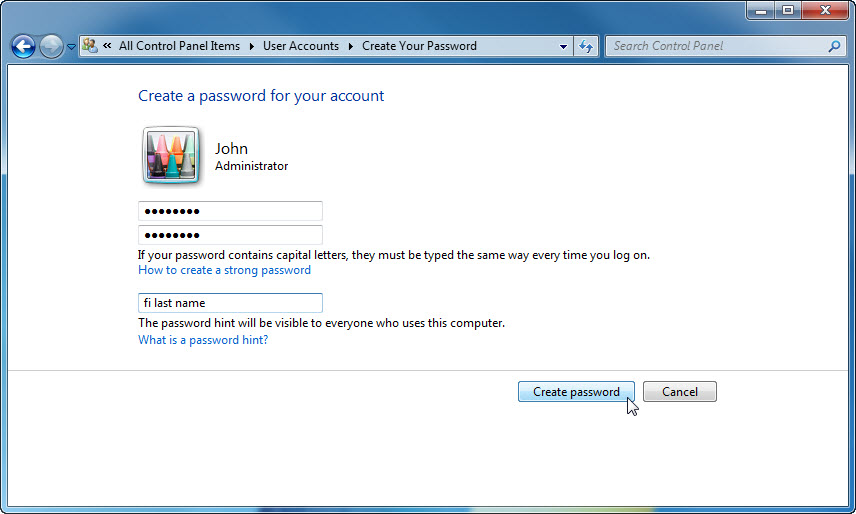 « All Control Panel Items ▸ User Accounts ▸ Create Your Password
Search Control Panel
Create a password for your account
John
Administrator
●●●●●●●●
●●●●●●●●
If your password contains capital letters, they must be typed the same way every time you log on.
How to create a strong password
fi last name
The password hint will be visible to everyone who uses this computer.
What is a password hint?
Create password
Cancel